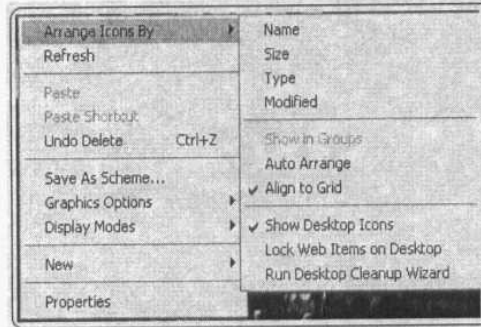 Arrange Icons By
Refresh
Paste
Paste Shortcut
Undo Delete Ctrl+Z
Save As Scheme...
Graphics Options
Display Modes
New
Properties
Name
Size
Type
Modified
Show in Groups
Auto Arrange
Align to Grid
Show Desktop Icons
Lock Web Items on Desktop
Run Desktop Cleanup Wizard